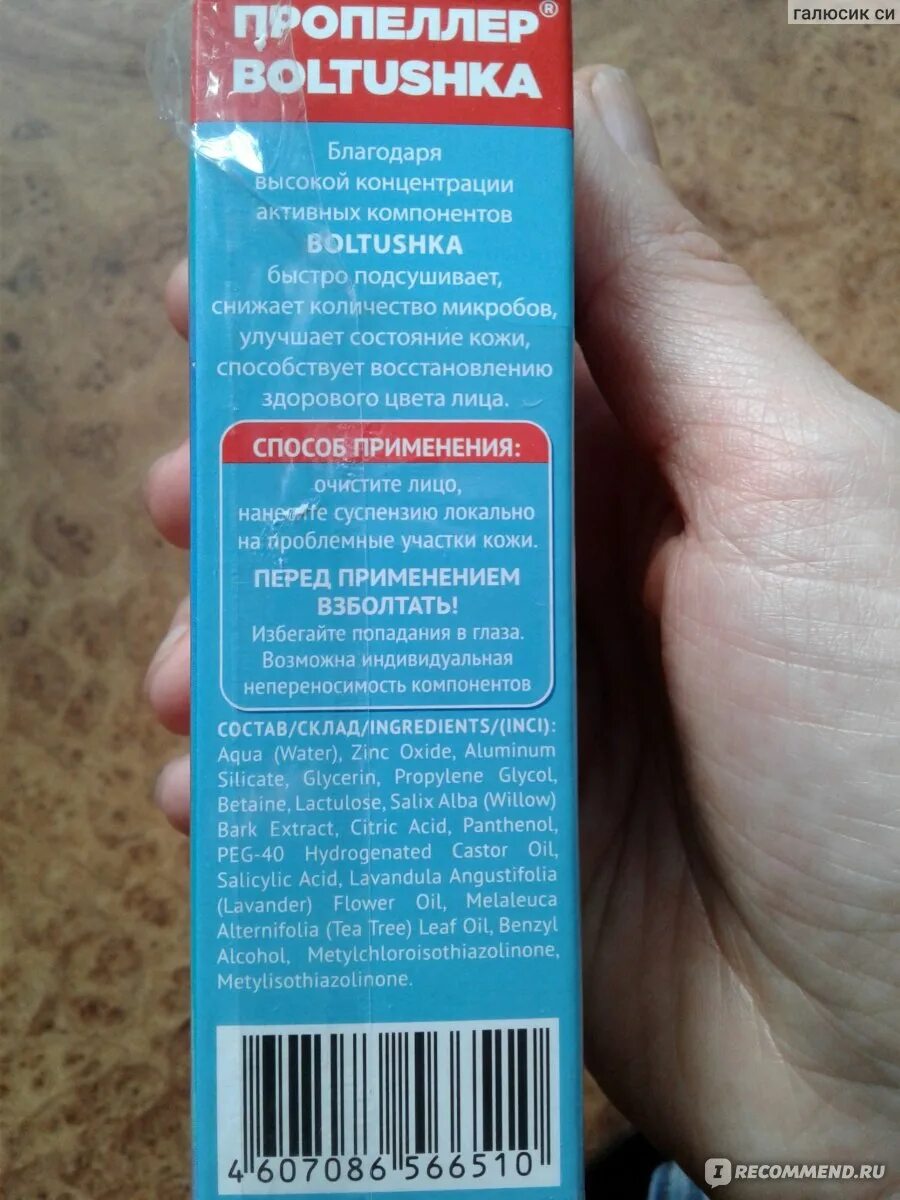 галюсик си
ПРОПЕЛЛЕР®
BOLTUSHKA
Благодаря
высокой концентрации
активных компонентов
BOLTUSHKA
быстро подсушивает,
снижает количество микробов,
улучшает состояние кожи,
способствует восстановлению
здорового цвета лица.
СПОСОБ ПРИМЕНЕНИЯ:
очистите лицо,
нанесите суспензию локально
на проблемные участки кожи.
ПЕРЕД ПРИМЕНЕНИЕМ
ВЗБОЛТАТЬ!
Избегайте попадания в глаза.
Возможна индивидуальная
непереносимость компонентов
СОСТАВ/СКЛАД/INGREDIENTS/(INCI):
Aqua (Water), Zinc Oxide, Aluminum
Silicate, Glycerin, Propylene Glycol,
Betaine, Lactulose, Salix Alba (Willow)
Bark Extract, Citric Acid, Panthenol,
PEG-40 Hydrogenated Castor Oil,
Salicylic Acid, Lavandula Angustifolia
(Lavander) Flower Oil, Melaleuca
Alternifolia (Tea Tree) Leaf Oil, Benzyl
Alcohol, Metylchloroisothiazolinone,
Metylisothiazolinone.
4 607086 566510
IRECOMMEND.RU